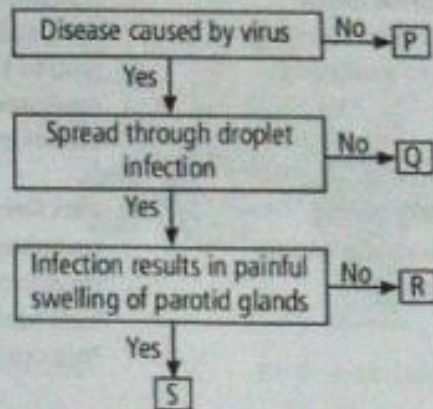 Disease caused by virus
No
P
Yes
Spread through droplet
infection
No
Q
Yes
Infection results in painful
swelling of parotid glands
No
R
Yes
S